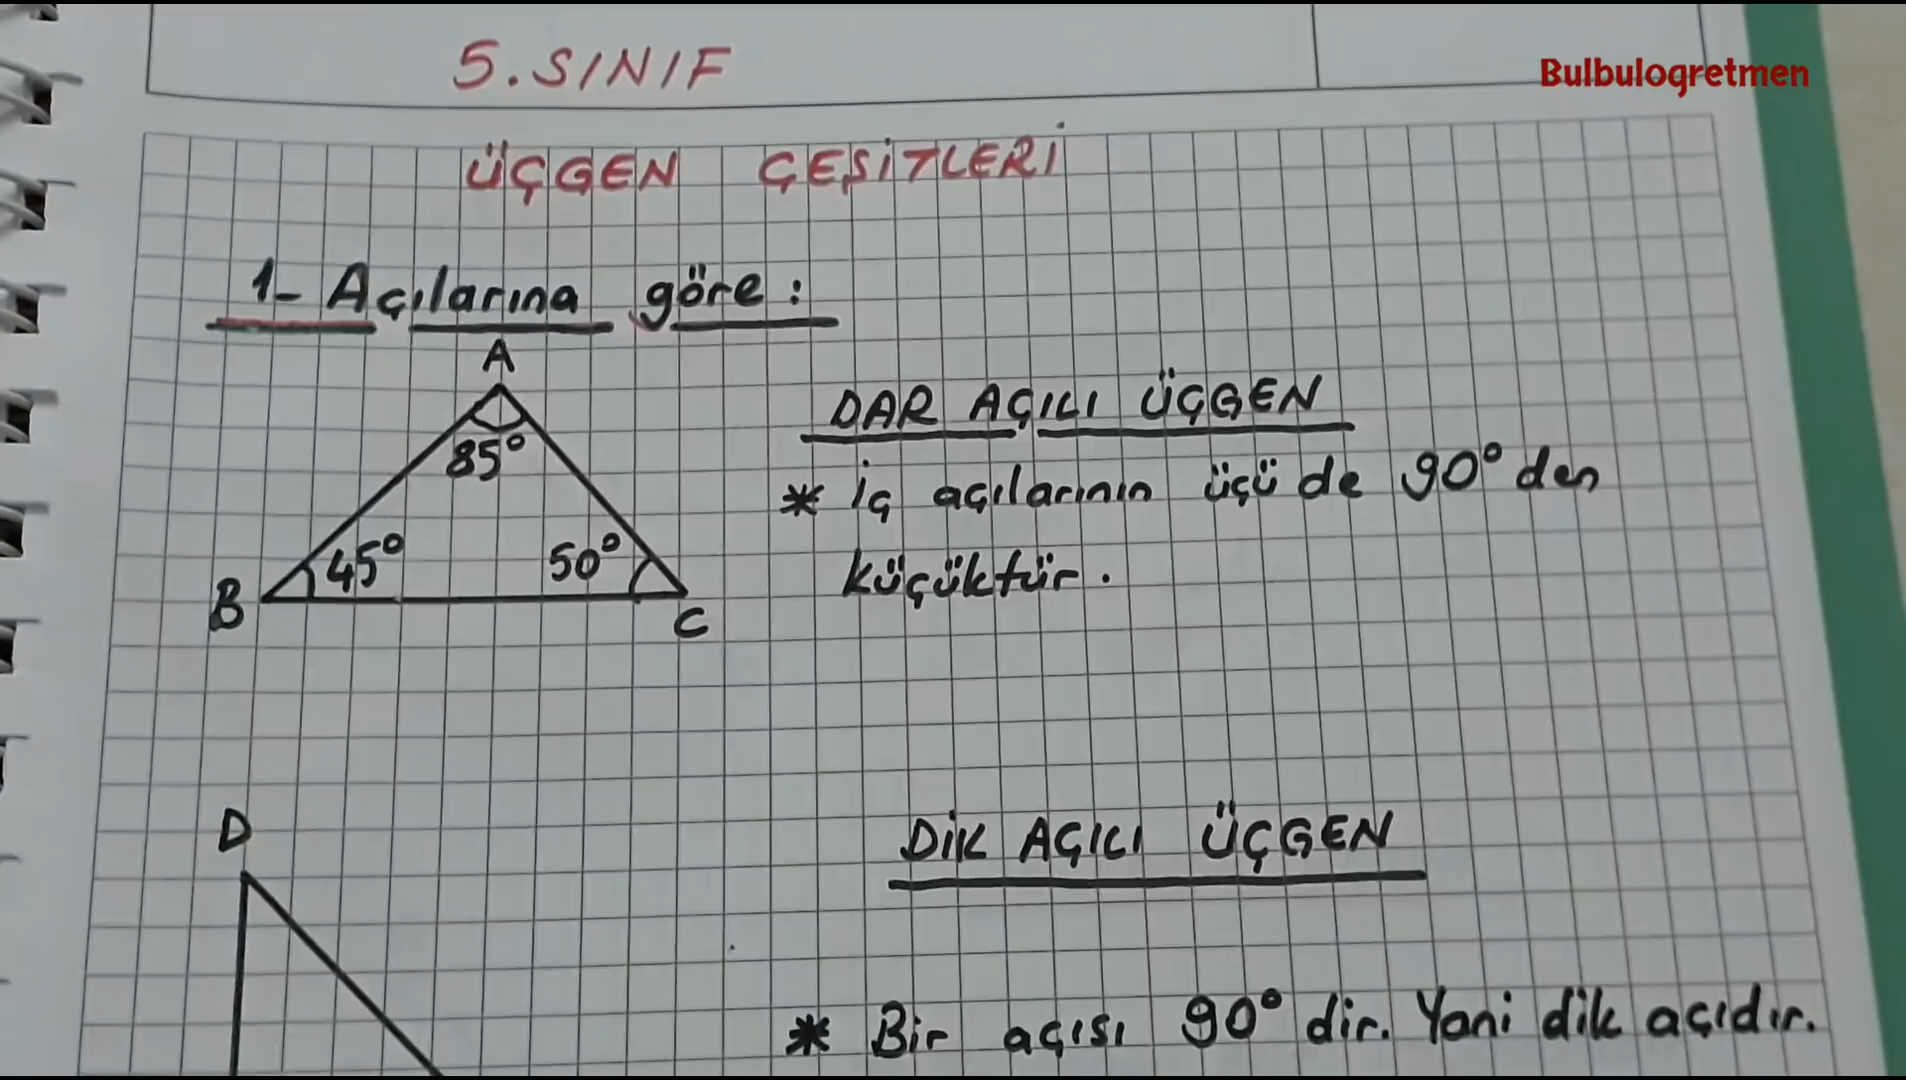 5. SINIF
Bulbulogretmen
ÜÇGEN ÇEŞİTLERİ
1- Açılarına göre :
A
85°
45°
50°
B
C
DAR AÇILI ÜÇGEN
* iç açılarının üçü de 90° den
küçüktür.
D
DİK AÇILI ÜÇGEN
* Bir açısı 90° dir. Yani dik açıdır.